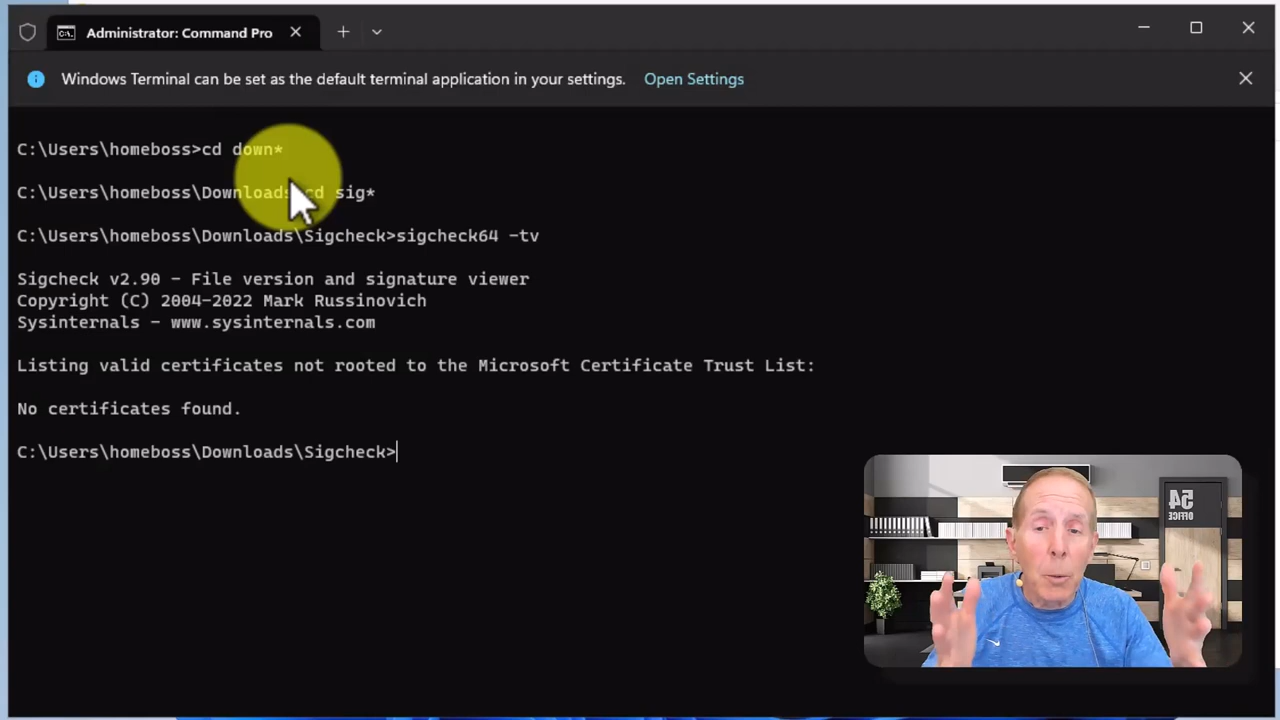 Administrator: Command Pro
Windows Terminal can be set as the default terminal application in your settings. Open Settings
C:\Users\homeboss>cd down*
C:\Users\homeboss\Downloads>cd sig*
C:\Users\homeboss\Downloads\Sigcheck>sigcheck64 -tv
Sigcheck v2.90 - File version and signature viewer
Copyright (C) 2004-2022 Mark Russinovich
Sysinternals - www.sysinternals.com
Listing valid certificates not rooted to the Microsoft Certificate Trust List:
No certificates found.
C:\Users\homeboss\Downloads\Sigcheck>
54
OFFICE